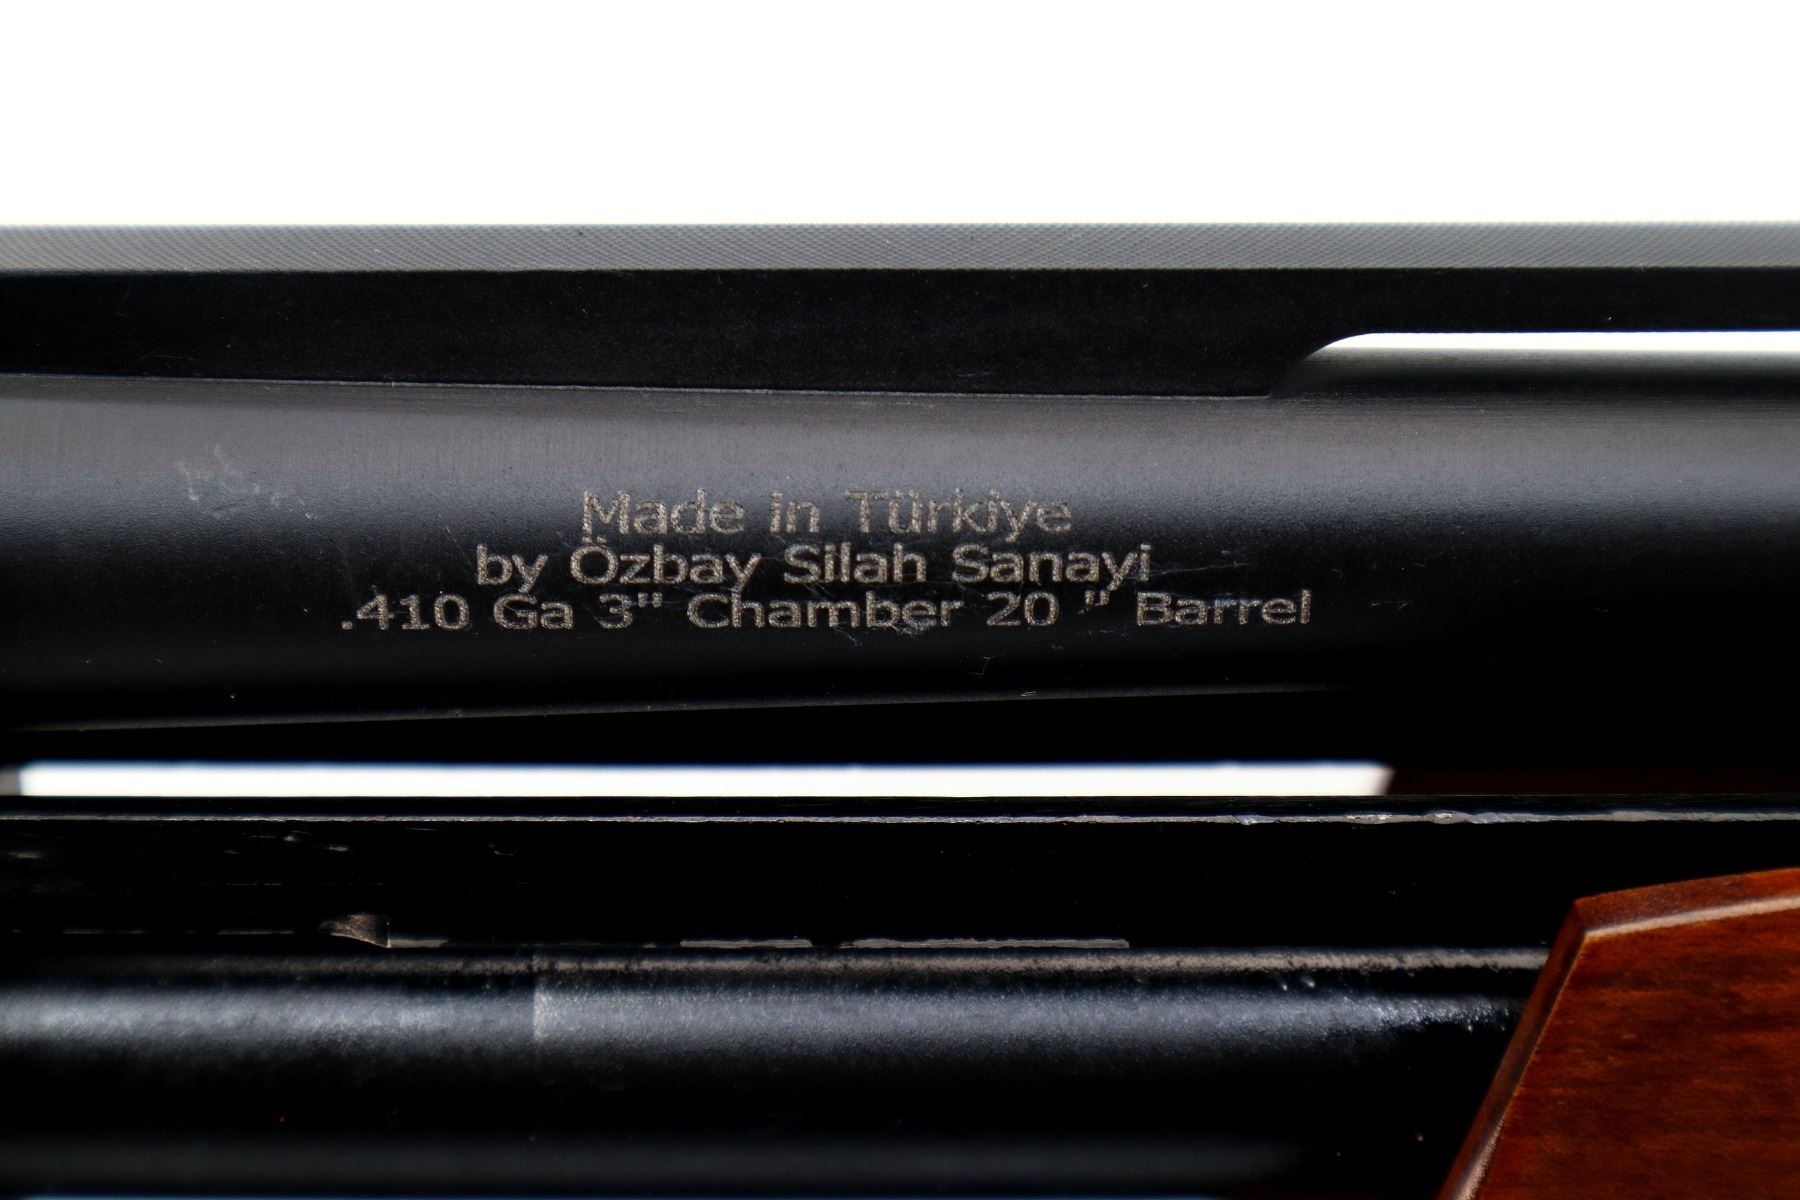 Made in Türkiye
by Özbay Silah Sanayi
.410 Ga 3" Chamber 20 " Barrel